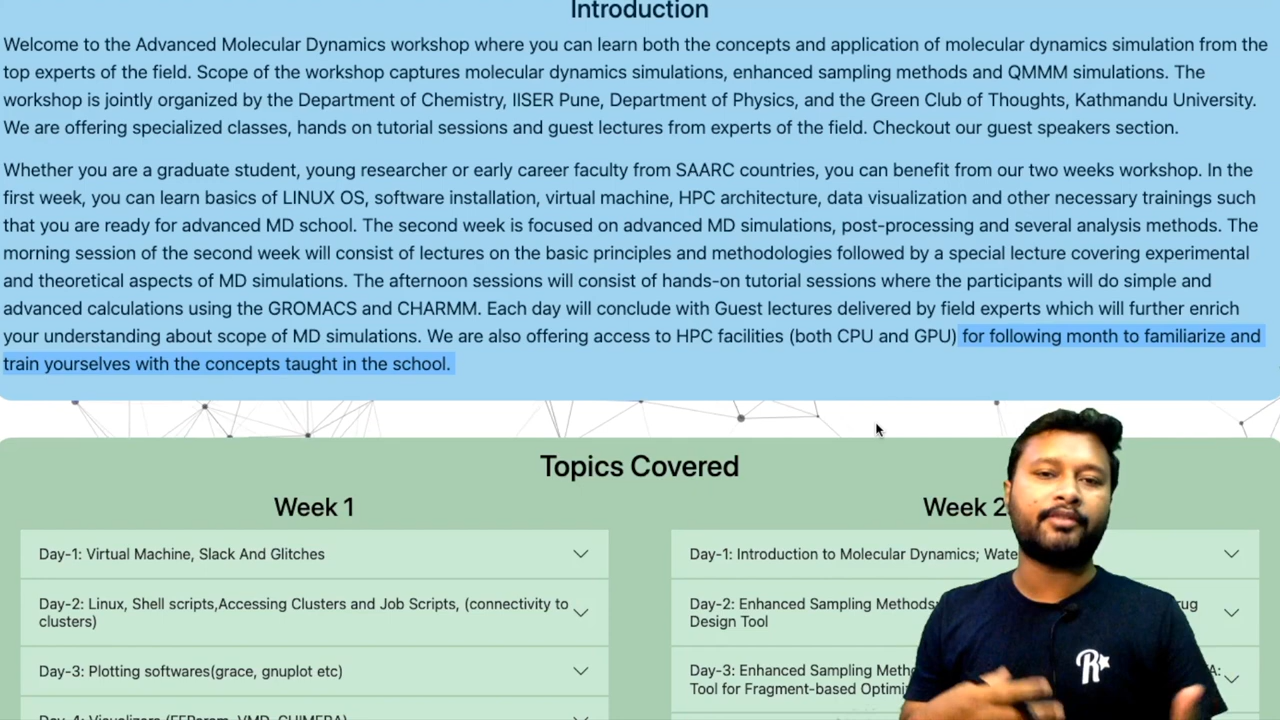 Introduction
Welcome to the Advanced Molecular Dynamics workshop where you can learn both the concepts and application of molecular dynamics simulation from the
top experts of the field. Scope of the workshop captures molecular dynamics simulations, enhanced sampling methods and QMMM simulations. The
workshop is jointly organized by the Department of Chemistry, IISER Pune, Department of Physics, and the Green Club of Thoughts, Kathmandu University.
We are offering specialized classes, hands on tutorial sessions and guest lectures from experts of the field. Checkout our guest speakers section.
Whether you are a graduate student, young researcher or early career faculty from SAARC countries, you can benefit from our two weeks workshop. In the
first week, you can learn basics of LINUX OS, software installation, virtual machine, HPC architecture, data visualization and other necessary trainings such
that you are ready for advanced MD school. The second week is focused on advanced MD simulations, post-processing and several analysis methods. The
morning session of the second week will consist of lectures on the basic principles and methodologies followed by a special lecture covering experimental
and theoretical aspects of MD simulations. The afternoon sessions will consist of hands-on tutorial sessions where the participants will do simple and
advanced calculations using the GROMACS and CHARMM. Each day will conclude with Guest lectures delivered by field experts which will further enrich
your understanding about scope of MD simulations. We are also offering access to HPC facilities (both CPU and GPU) for following month to familiarize and
train yourselves with the concepts taught in the school.
Topics Covered
Week 1
Day-1: Virtual Machine, Slack And Glitches
Day-2: Linux, Shell scripts,Accessing Clusters and Job Scripts, (connectivity to
clusters)
Day-3: Plotting softwares(grace, gnuplot etc)
Day-4: Visualizers (FFParam, VMD, CHIMERA)
Week 2
Day-1: Introduction to Molecular Dynamics;
Day-2: Enhanced Sampling Methods
Design Tool
Day-3: Enhanced Sampling
Tool for Fragment-based
R